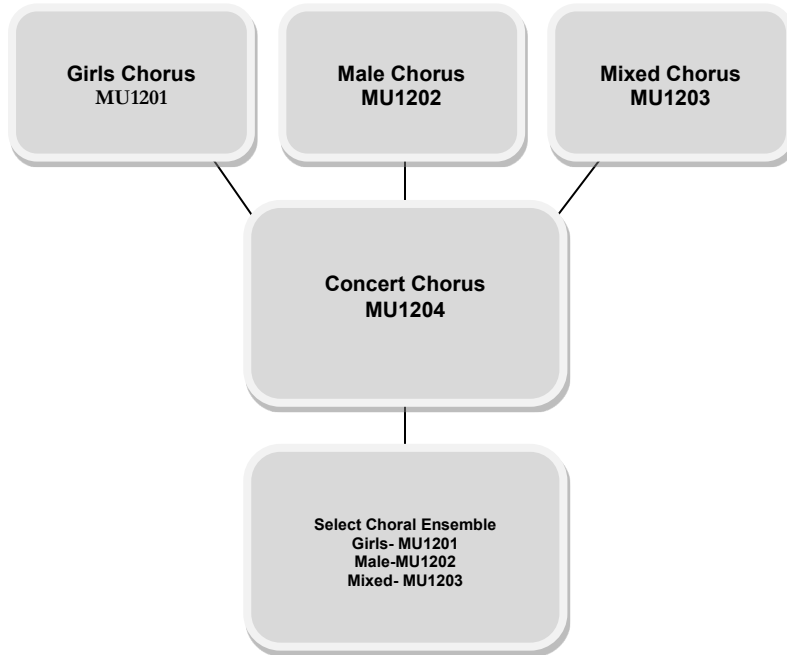 Girls Chorus
MU1201
Male Chorus
MU1202
Mixed Chorus
MU1203
Concert Chorus
MU1204
Select Choral Ensemble
Girls- MU1201
Male-MU1202
Mixed- MU1203